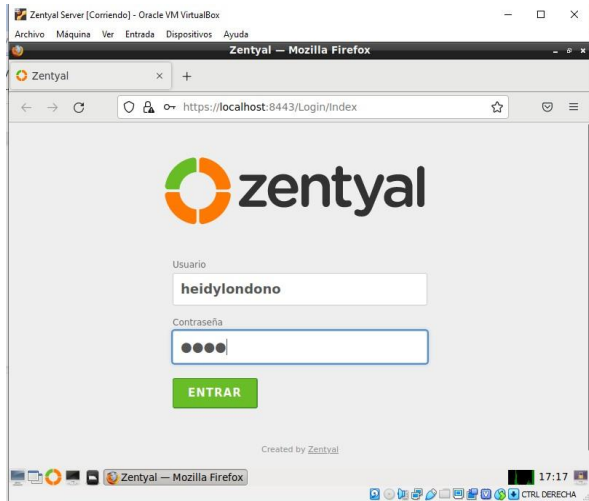 Zentyal Server [Corriendo] - Oracle VM VirtualBox
Archivo Máquina Ver Entrada Dispositivos Ayuda
Zentyal — Mozilla Firefox
Zentyal
https://localhost:8443/Login/Index
zentyal
Usuario
heidylondono
Contraseña
ENTRAR
Created by Zentyal
Zentyal — Mozilla Firefox
17:17
CTRL DERECHA